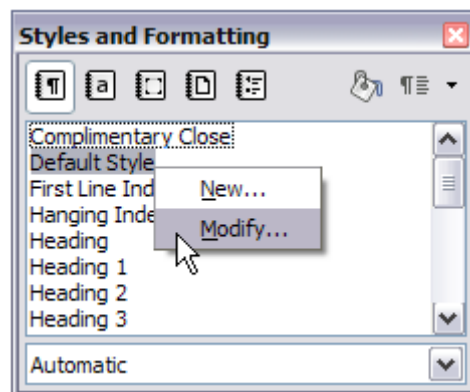 Styles and Formatting
Complimentary Close
Default Style
First Line Ind
New...
Hanging Inde
Modify...
Heading
Heading 1
Heading 2
Heading 3
Automatic